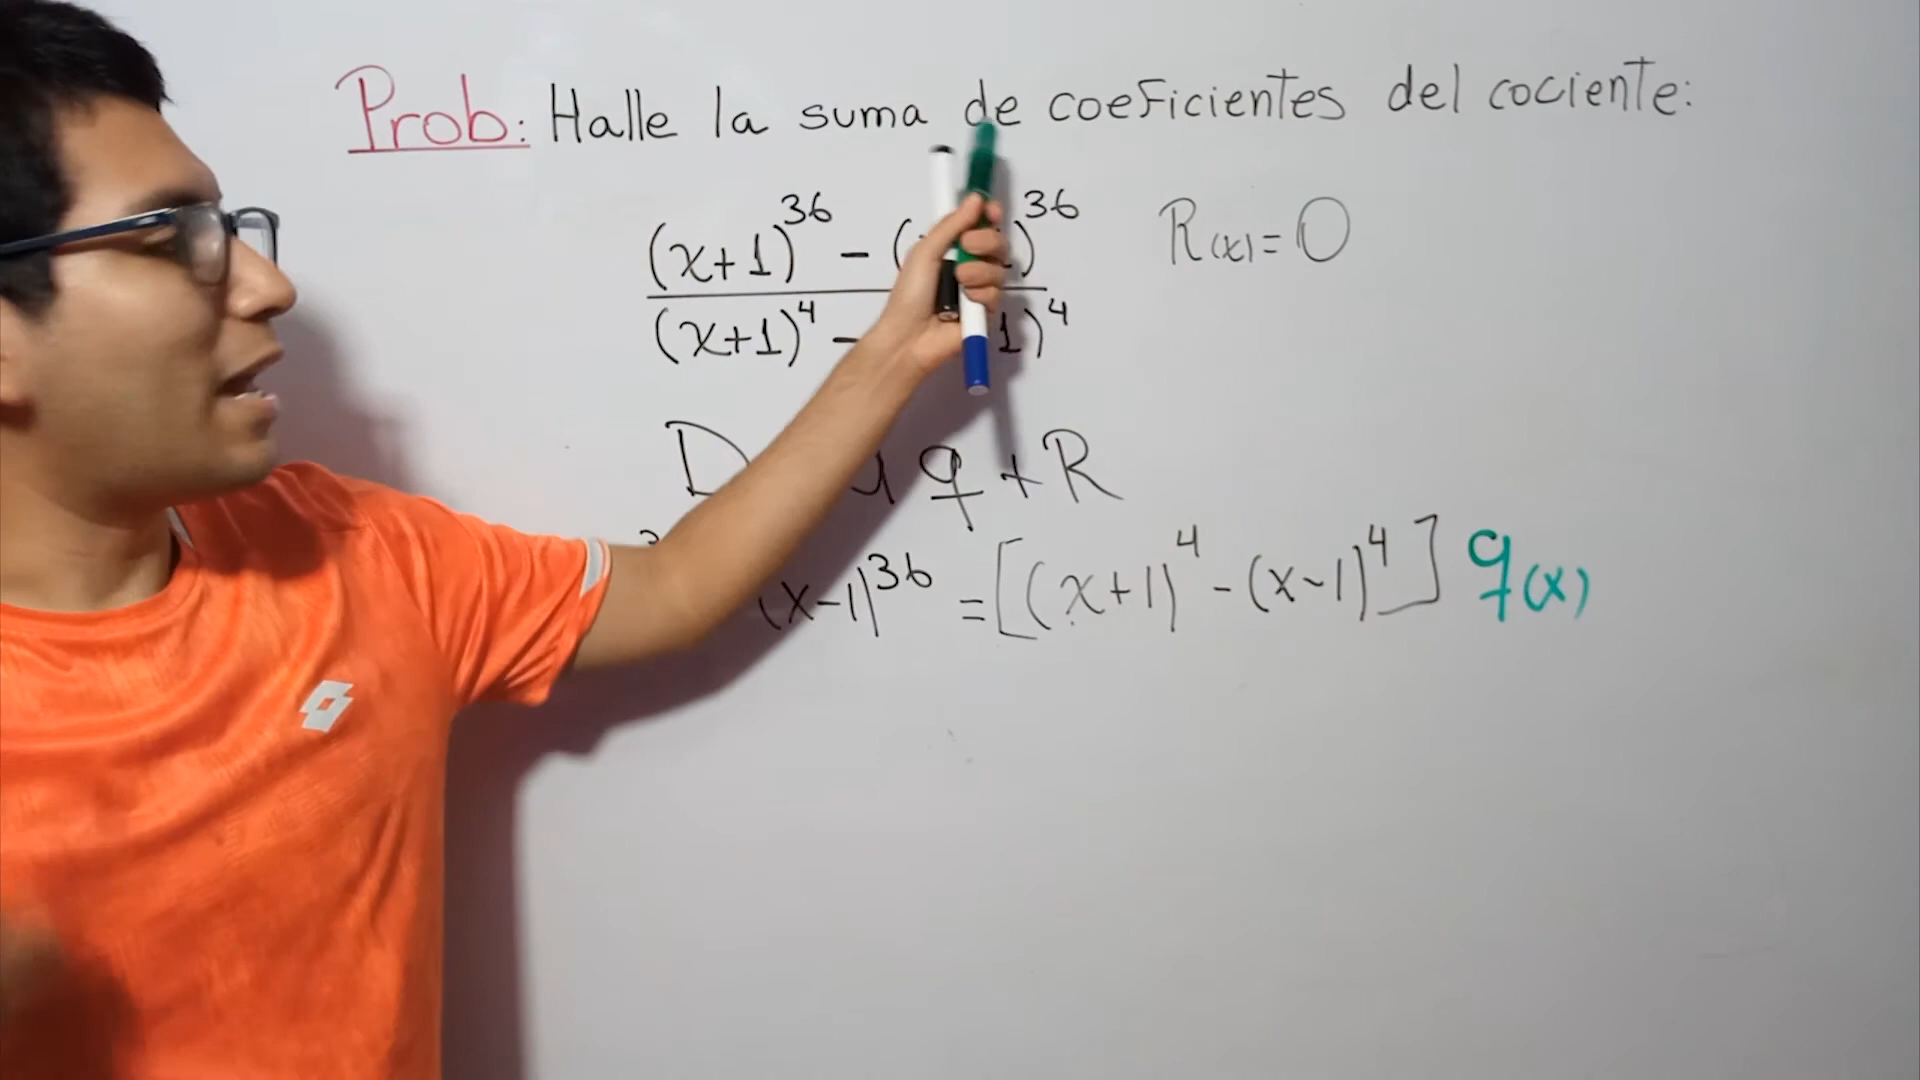 Prob: Halle la suma de coeficientes del cociente:
(x+1)^36 - ( )^36 R(x)=0
(x+1)^4 - 1)^4
D q+R
(x-1)^36 =[(x+1)^4-(x-1)^4] q(x)